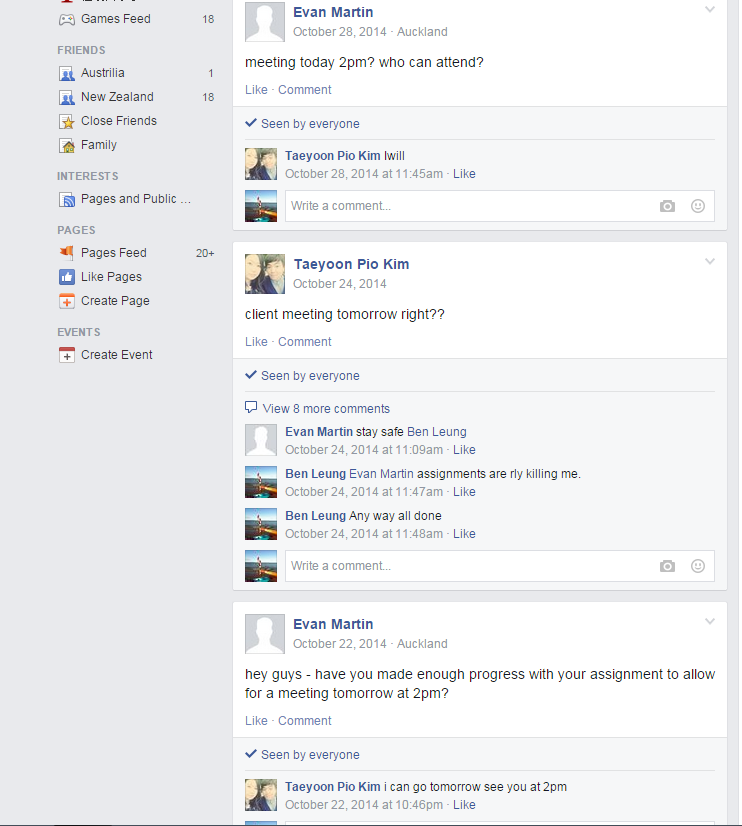 Games Feed 18
FRIENDS
Austrilia 1
New Zealand 18
Close Friends
Family
INTERESTS
Pages and Public ...
PAGES
Pages Feed 20+
Like Pages
Create Page
EVENTS
Create Event
Evan Martin
October 28, 2014 · Auckland
meeting today 2pm? who can attend?
Like · Comment
Seen by everyone
Taeyoon Pio Kim Iwill
October 28, 2014 at 11:45am · Like
Write a comment...
Taeyoon Pio Kim
October 24, 2014
client meeting tomorrow right??
Like · Comment
Seen by everyone
View 8 more comments
Evan Martin stay safe Ben Leung
October 24, 2014 at 11:09am · Like
Ben Leung Evan Martin assignments are rly killing me.
October 24, 2014 at 11:47am · Like
Ben Leung Any way all done
October 24, 2014 at 11:48am · Like
Write a comment...
Evan Martin
October 22, 2014 · Auckland
hey guys - have you made enough progress with your assignment to allow
for a meeting tomorrow at 2pm?
Like · Comment
Seen by everyone
Taeyoon Pio Kim i can go tomorrow see you at 2pm
October 22, 2014 at 10:46pm · Like